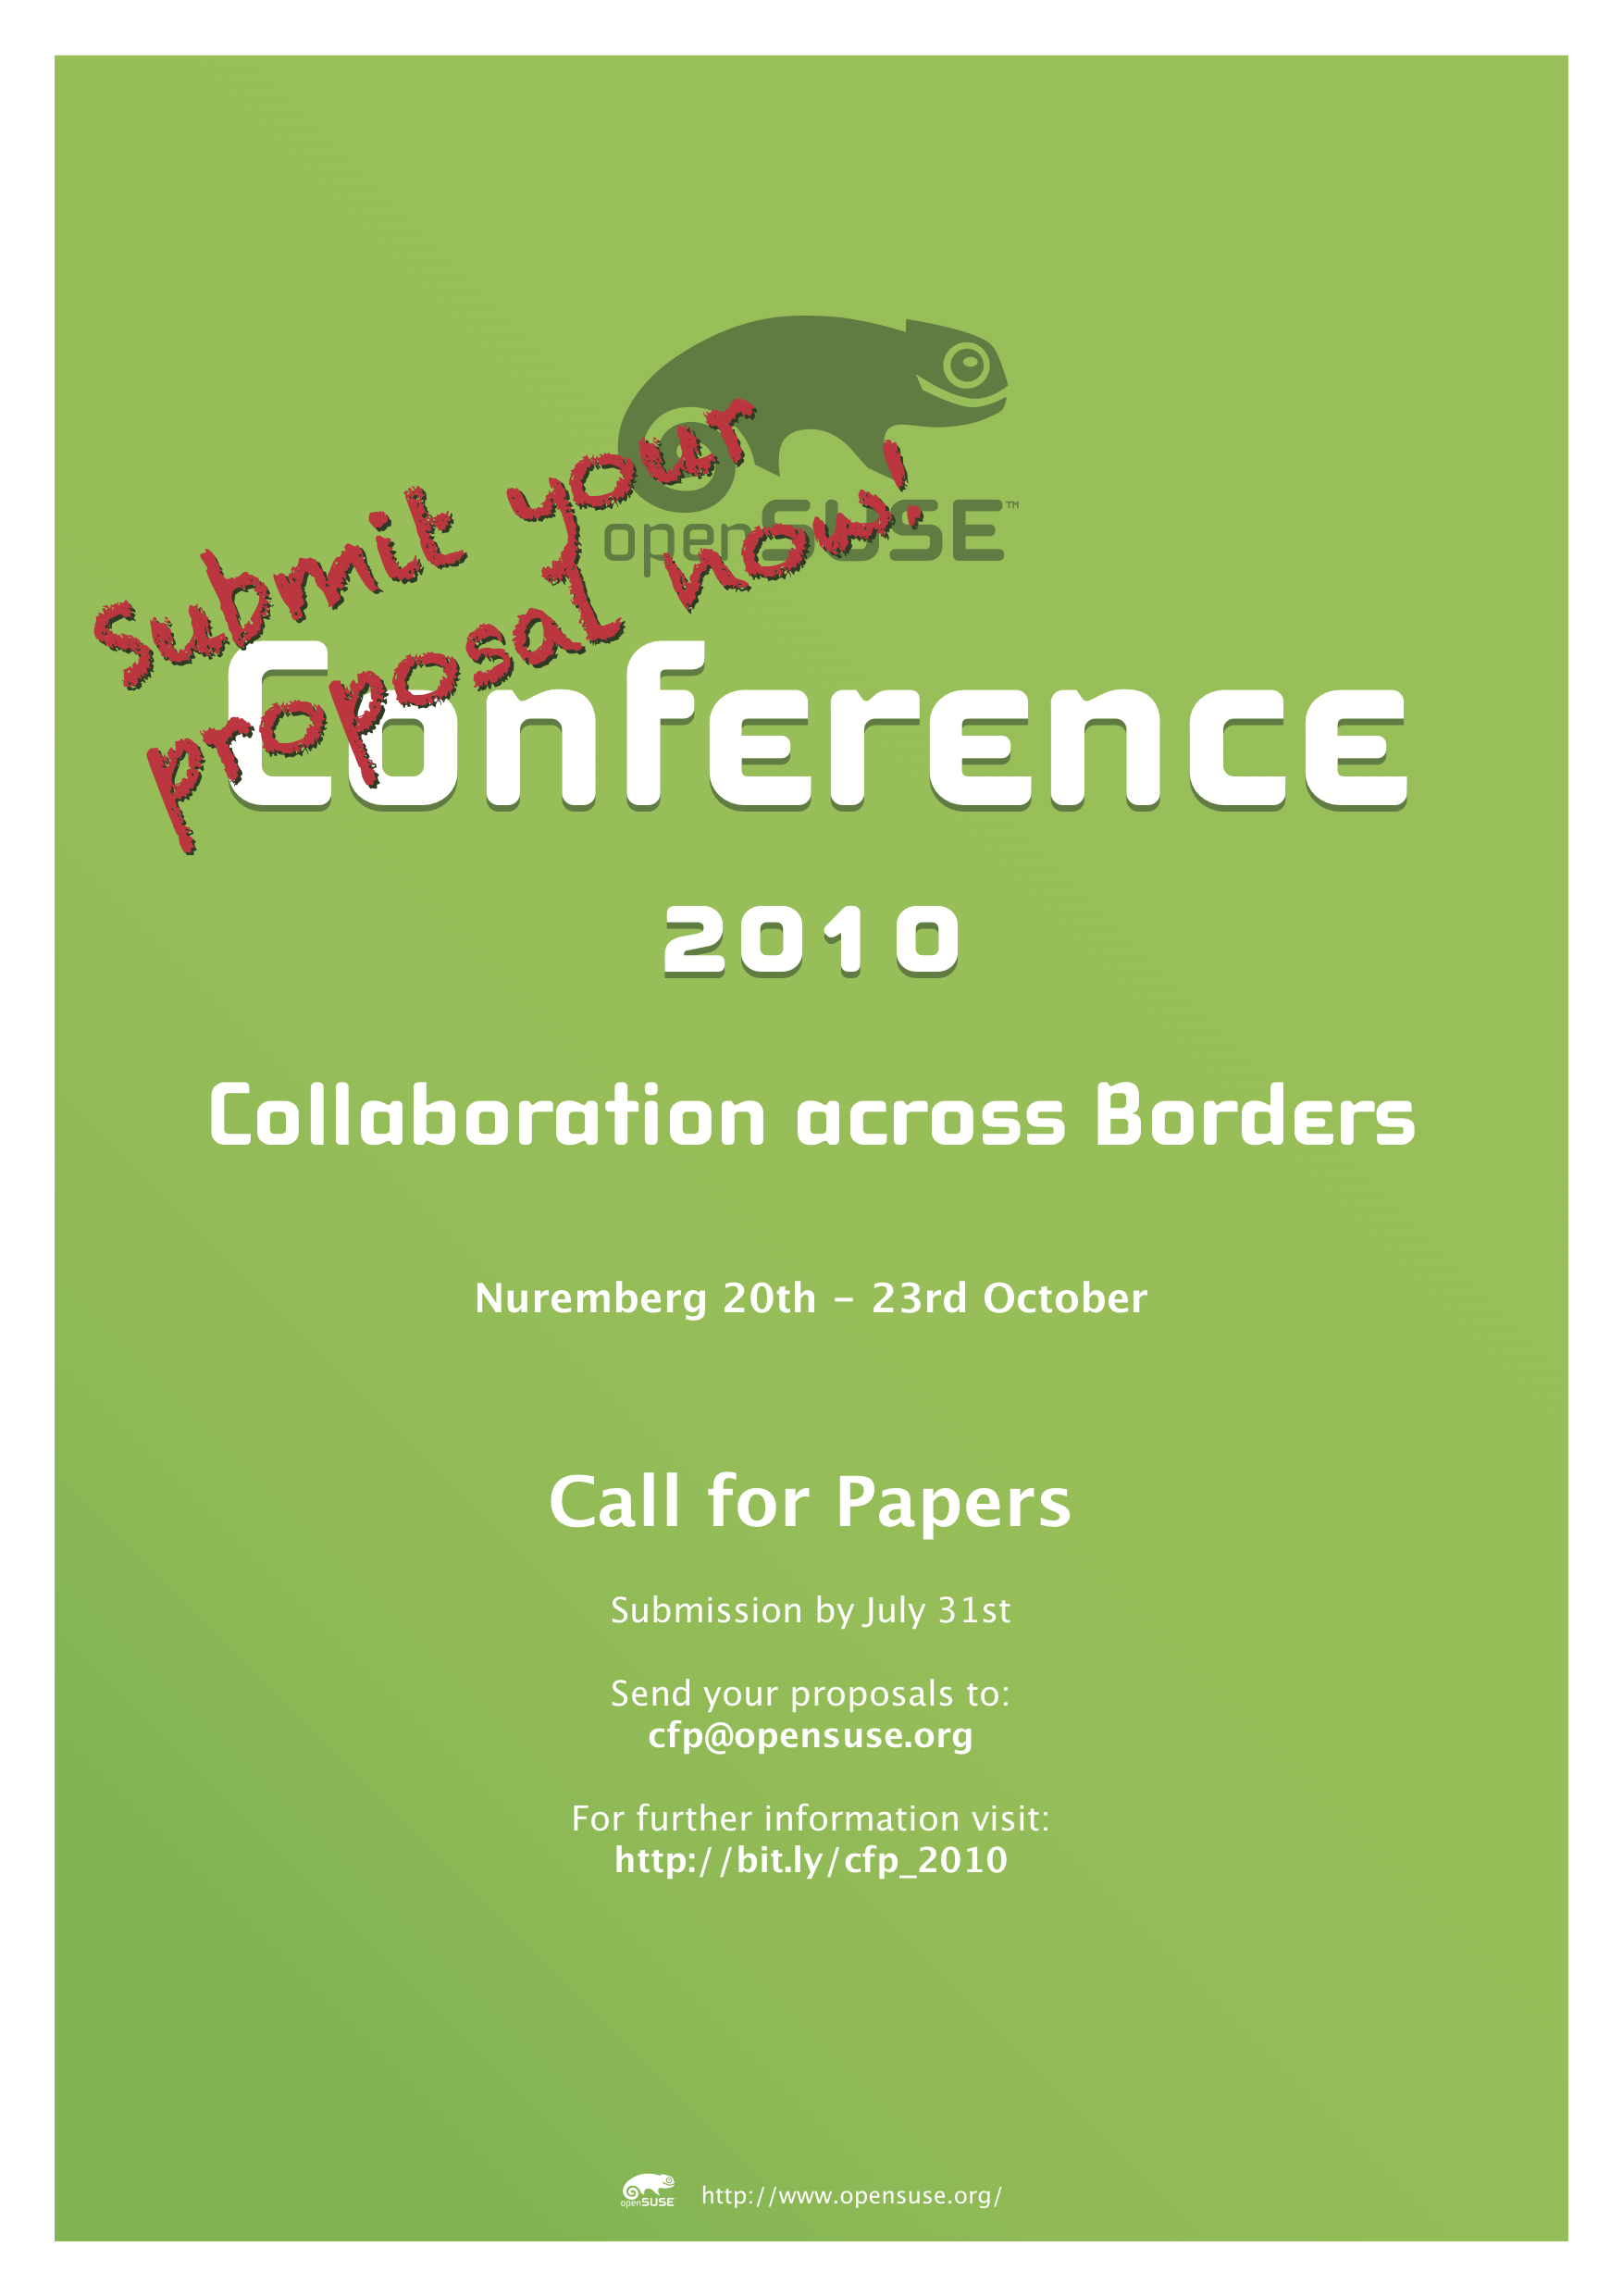 openSUSE™
Submit your
proposal now!
Conference
2010
Collaboration across Borders
Nuremberg 20th – 23rd October
Call for Papers
Submission by July 31st
Send your proposals to:
cfp@opensuse.org
For further information visit:
http://bit.ly/cfp_2010
openSUSE
http://www.opensuse.org/